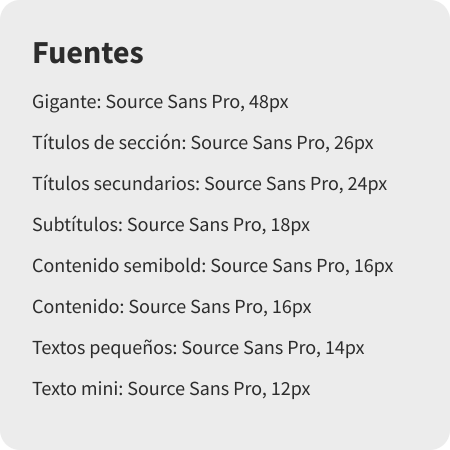 Fuentes
Gigante: Source Sans Pro, 48px
Títulos de sección: Source Sans Pro, 26px
Títulos secundarios: Source Sans Pro, 24px
Subtítulos: Source Sans Pro, 18px
Contenido semibold: Source Sans Pro, 16px
Contenido: Source Sans Pro, 16px
Textos pequeños: Source Sans Pro, 14px
Texto mini: Source Sans Pro, 12px